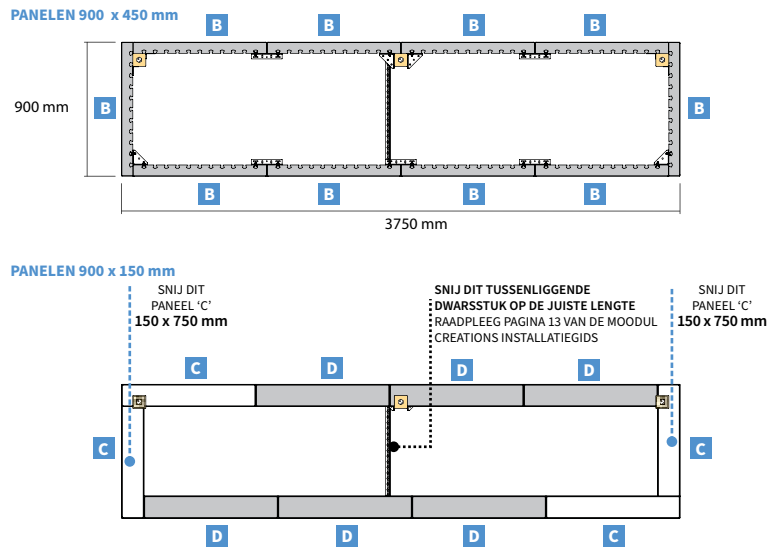 PANELEN 900 x 450 mm
B B B B
900 mm
B
B
B B B B
3750 mm
PANELEN 900 x 150 mm
SNIJ DIT
PANEEL ‘C’
150 x 750 mm
SNIJ DIT TUSSENLIGGENDE
DWARSSTUK OP DE JUISTE LENGTE
RAADPLEEG PAGINA 13 VAN DE MOODUL
CREATIONS INSTALLATIEGIDS
SNIJ DIT
PANEEL ‘C’
150 x 750 mm
C D D D
C
C
D D D C